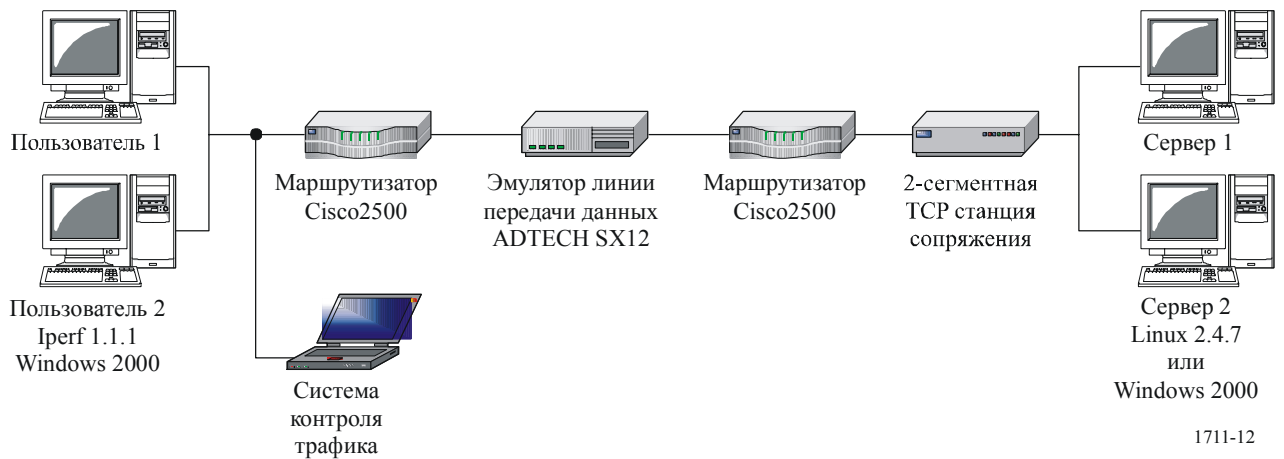 Пользователь 1
Пользователь 2
Iperf 1.1.1
Windows 2000
Маршрутизатор
Cisco2500
Система
контроля
трафика
Эмулятор линии
передачи данных
ADTECH SX12
Маршрутизатор
Cisco2500
2-сегментная
TCP станция
сопряжения
Сервер 1
Сервер 2
Linux 2.4.7
или
Windows 2000
1711-12